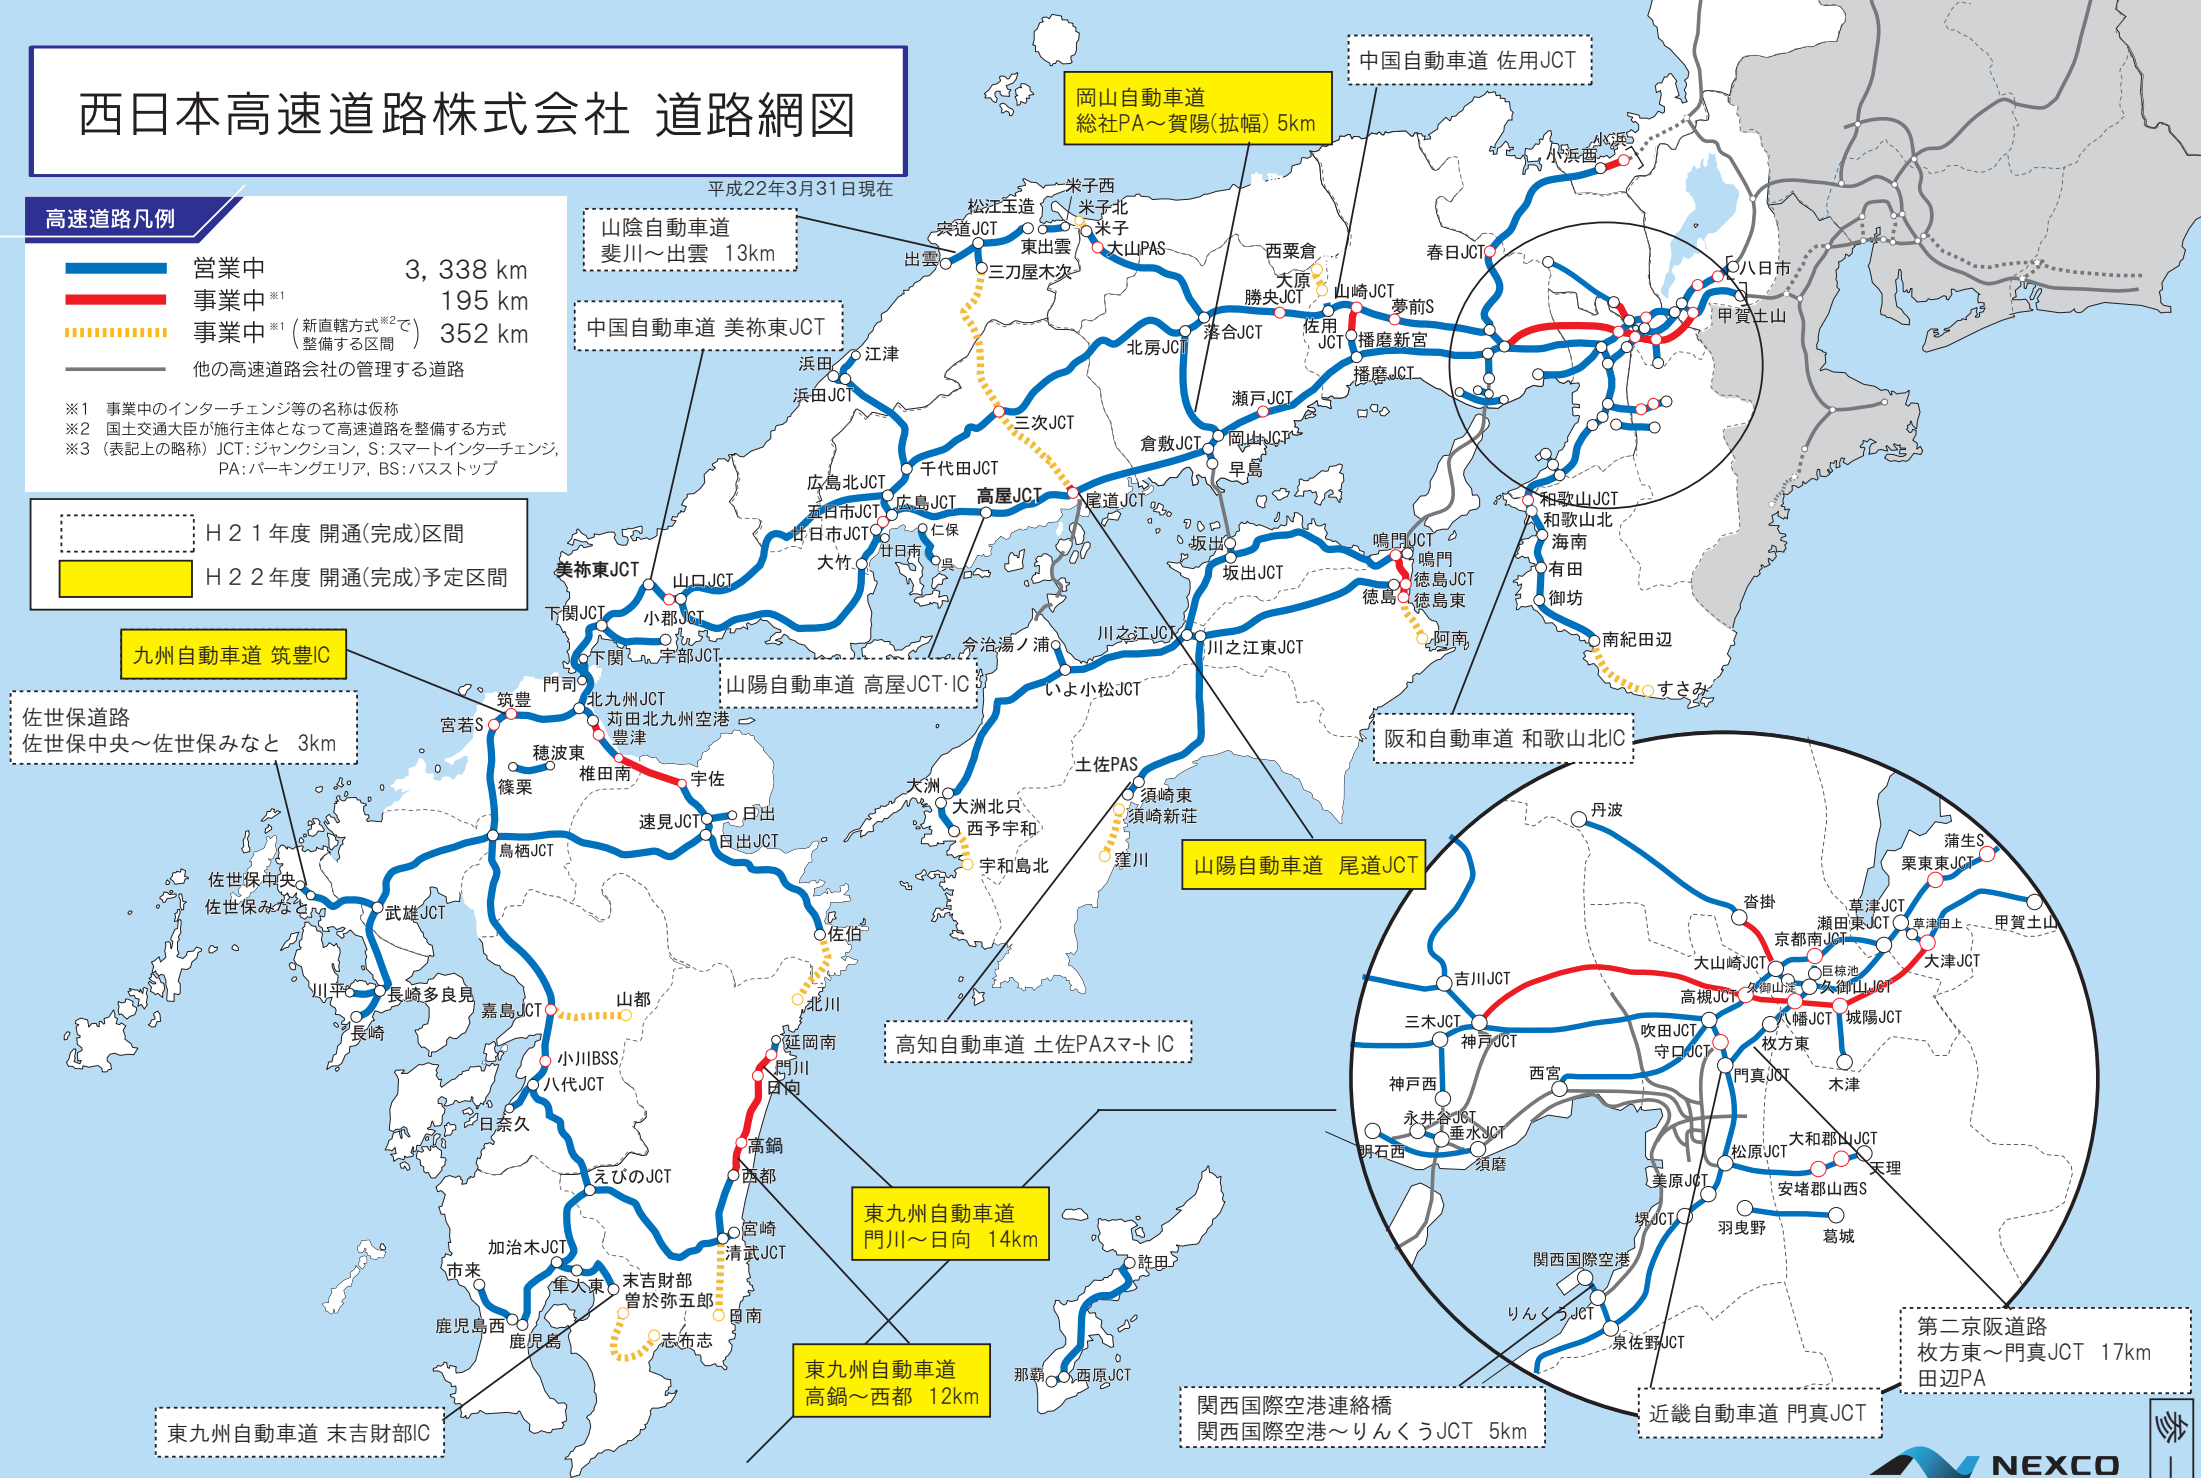 西日本高速道路株式会社 道路網図
平成22年3月31日現在
高速道路凡例
営業中 3,338 km
事業中※1 195 km
事業中※1 (新直轄方式※2で整備する区間) 352 km
他の高速道路会社の管理する道路
※1 事業中のインターチェンジ等の名称は仮称
※2 国土交通大臣が施行主体となって高速道路を整備する方式
※3 (表記上の略称) JCT:ジャンクション, S:スマートインターチェンジ,
PA:パーキングエリア, BS:バスストップ
H21年度 開通(完成)区間
H22年度 開通(完成)予定区間
岡山自動車道
総社PA～賀陽(拡幅) 5km
中国自動車道 佐用JCT
山陰自動車道
斐川～出雲 13km
中国自動車道 美祢東JCT
九州自動車道 筑豊IC
佐世保道路
佐世保中央～佐世保みなと 3km
山陽自動車道 高屋JCT·IC
阪和自動車道 和歌山北IC
山陽自動車道 尾道JCT
高知自動車道 土佐PAスマートIC
東九州自動車道
門川～日向 14km
東九州自動車道
高鍋～西都 12km
東九州自動車道 末吉財部IC
関西国際空港連絡橋
関西国際空港～りんくうJCT 5km
近畿自動車道 門真JCT
第二京阪道路
枚方東～門真JCT 17km
田辺PA
小浜
小浜西
米子西
松江玉造
米子北
宍道JCT
米子
東出雲
大山PAS
出雲
三刀屋木次
西粟倉
大原
春日JCT
八日市
甲賀土山
山崎JCT
勝央JCT
夢前S
佐用
JCT
播磨新宮
落合JCT
北房JCT
播磨JCT
江津
浜田
浜田JCT
瀬戸JCT
三次JCT
倉敷JCT
岡山JCT
早島
千代田JCT
広島北JCT
広島JCT
高屋JCT
尾道JCT
五日市JCT
廿日市JCT
仁保
廿日市
呉
大竹
和歌山JCT
和歌山北
海南
有田
御坊
南紀田辺
すさみ
坂出
坂出JCT
鳴門JCT
鳴門
徳島JCT
徳島
徳島東
阿南
美祢東JCT
山口JCT
小郡JCT
下関JCT
下関
宇部JCT
門司
今治湯ノ浦
川之江JCT
川之江東JCT
いよ小松JCT
筑豊
北九州JCT
宮若S
苅田北九州空港
豊津
穂波東
椎田南
篠栗
宇佐
土佐PAS
須崎東
須崎新荘
窪川
大洲
大洲北只
西予宇和
宇和島北
速見JCT
日出
日出JCT
鳥栖JCT
佐世保中央
佐世保みなと
武雄JCT
佐伯
北川
川平
長崎多良見
長崎
嘉島JCT
山都
延岡南
小川BSS
門川
日向
八代JCT
日奈久
高鍋
えびのJCT
西都
宮崎
清武JCT
加治木JCT
市来
隼人東
末吉財部
曽於弥五郎
日南
鹿児島西
鹿児島
志布志
許田
那覇
西原JCT
丹波
蒲生S
栗東東JCT
沓掛
草津JCT
瀬田東JCT
草津田上
甲賀土山
京都南JCT
大津JCT
大山崎JCT
巨椋池
吉川JCT
久御山淀
久御山JCT
高槻JCT
八幡JCT
城陽JCT
三木JCT
神戸JCT
吹田JCT
守口JCT
枚方東
門真JCT
木津
神戸西
西宮
永井谷JCT
垂水JCT
明石西
須磨
松原JCT
大和郡山JCT
天理
美原JCT
安堵郡山西S
堺JCT
羽曳野
葛城
関西国際空港
りんくうJCT
泉佐野JCT
NEXCO